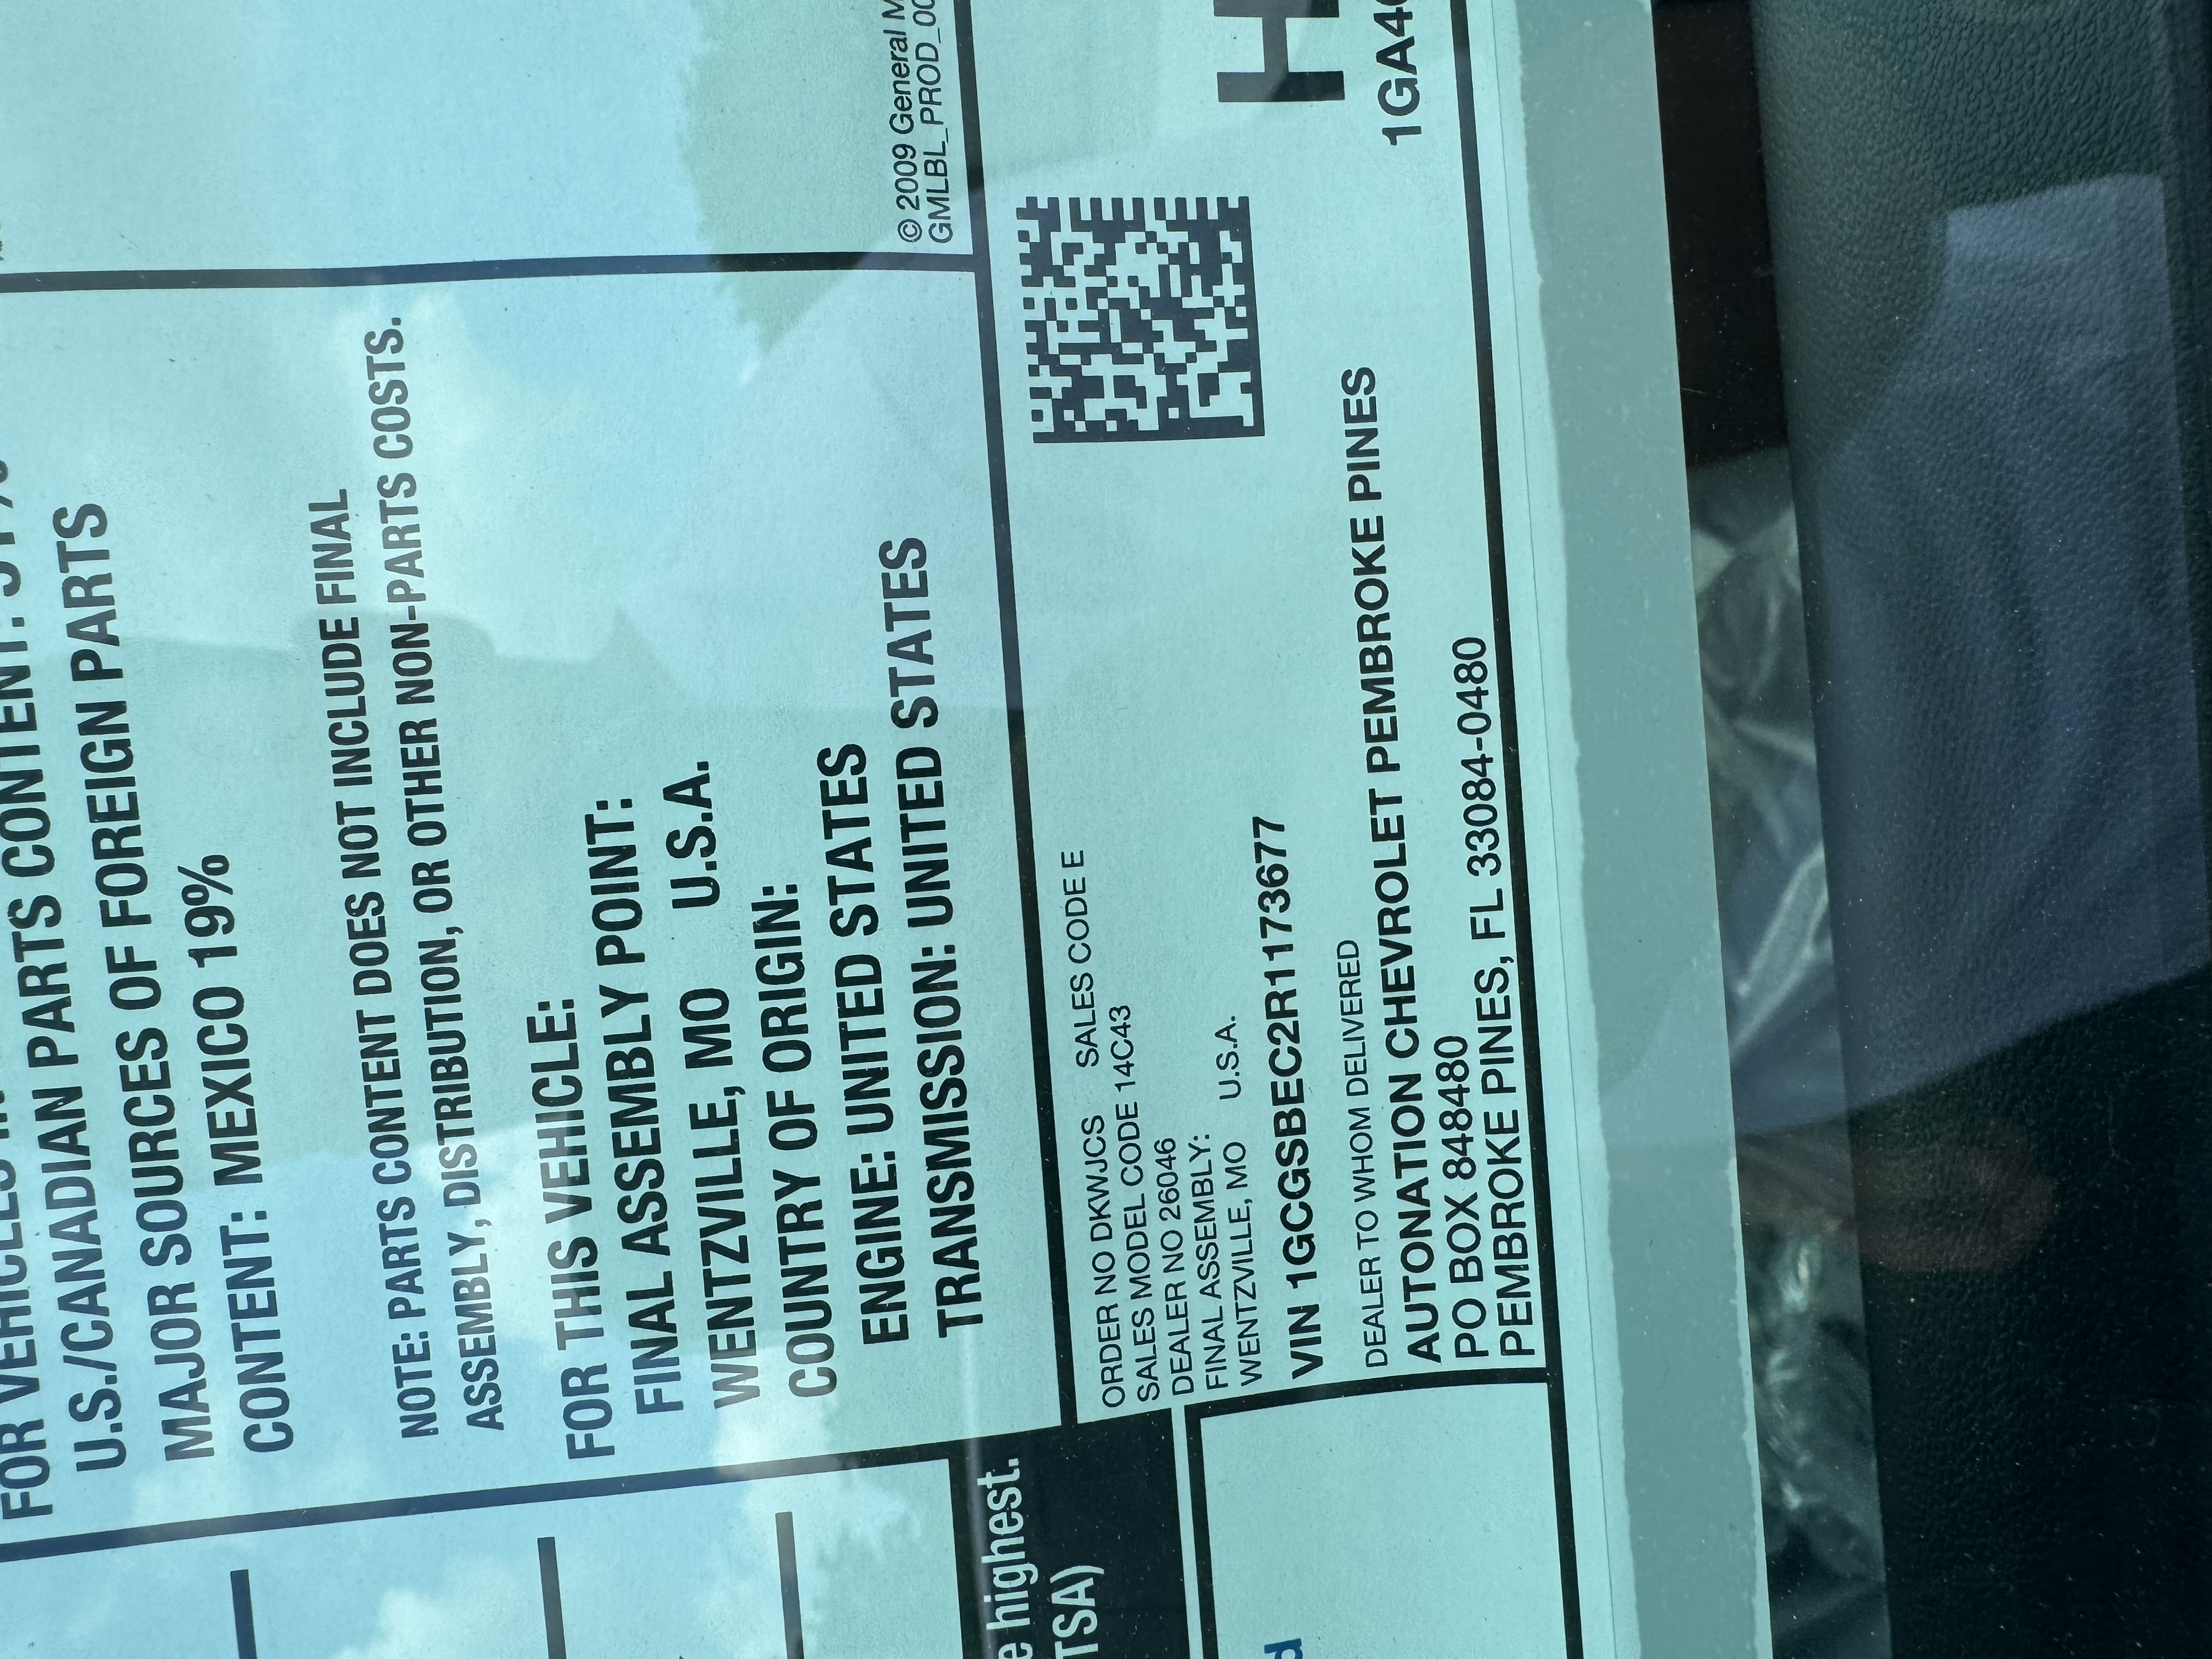 U.S./CANADIAN PARTS CONTENT:
MAJOR SOURCES OF FOREIGN PARTS
CONTENT: MEXICO 19%
NOTE: PARTS CONTENT DOES NOT INCLUDE FINAL
ASSEMBLY, DISTRIBUTION, OR OTHER NON-PARTS COSTS.
FOR THIS VEHICLE:
FINAL ASSEMBLY POINT:
WENTZVILLE, MO U.S.A.
COUNTRY OF ORIGIN:
ENGINE: UNITED STATES
TRANSMISSION: UNITED STATES
© 2009 General M
GMLBL_PROD_00
e highest.
TSA)
d
ORDER NO DKWJCS SALES CODE E
SALES MODEL CODE 14C43
DEALER NO 26046
FINAL ASSEMBLY:
WENTZVILLE, MO U.S.A.
VIN 1GCGSBEC2R1173677
DEALER TO WHOM DELIVERED
AUTONATION CHEVROLET PEMBROKE PINES
PO BOX 848480
PEMBROKE PINES, FL 33084-0480
H
1GA4